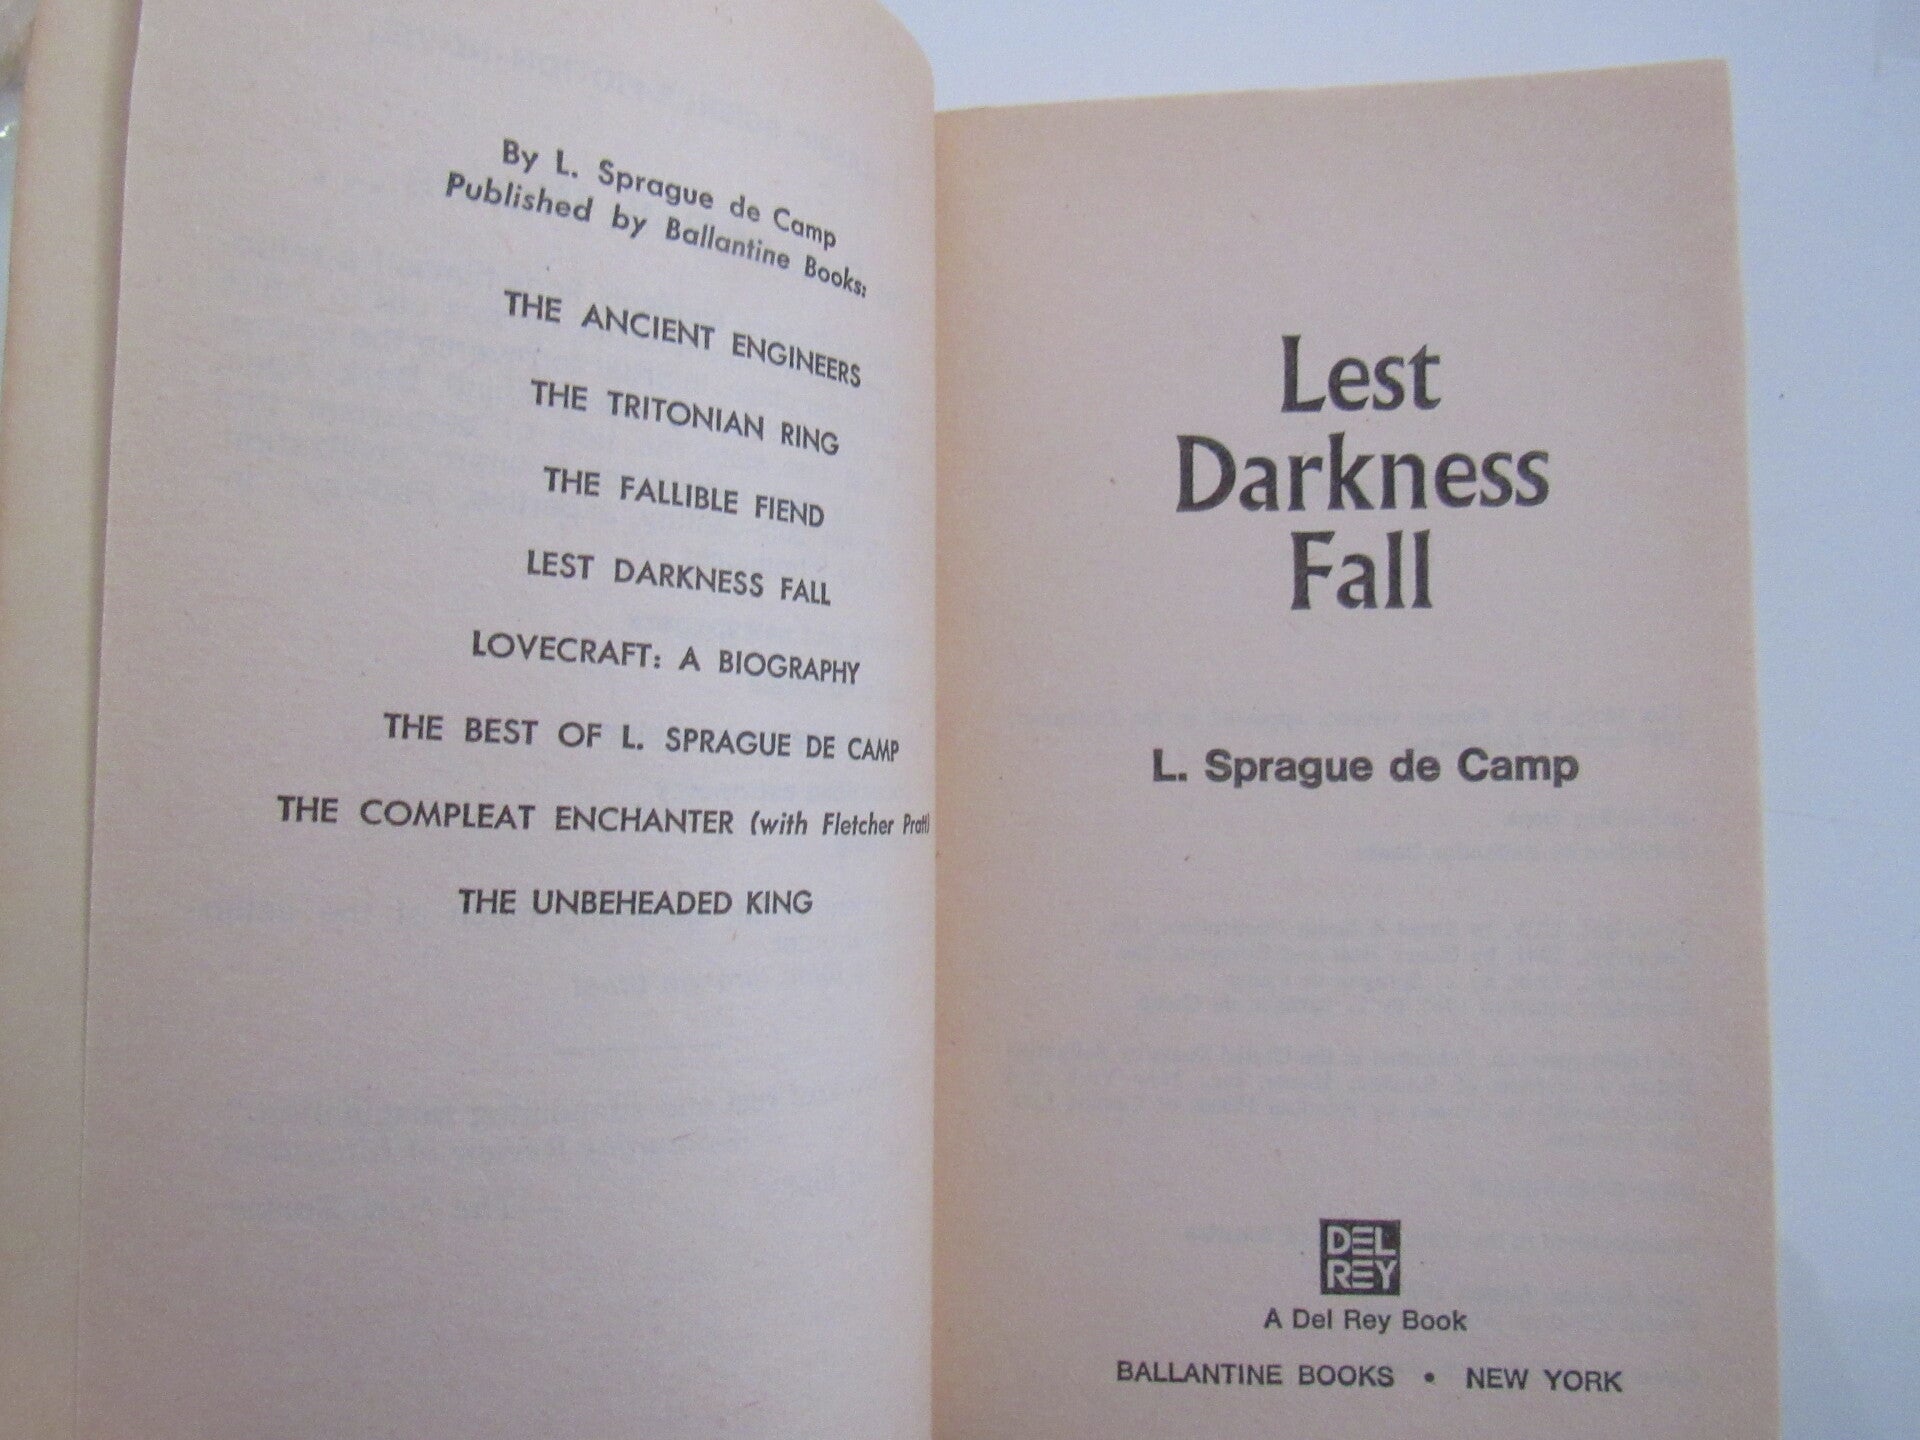 By L. Sprague de Camp
Published by Ballantine Books:
THE ANCIENT ENGINEERS
THE TRITONIAN RING
THE FALLIBLE FIEND
LEST DARKNESS FALL
LOVECRAFT: A BIOGRAPHY
THE BEST OF L. SPRAGUE DE CAMP
THE COMPLEAT ENCHANTER (with Fletcher Pratt)
THE UNBEHEADED KING
Lest
Darkness
Fall
L. Sprague de Camp
DEL
REY
A Del Rey Book
BALLANTINE BOOKS • NEW YORK